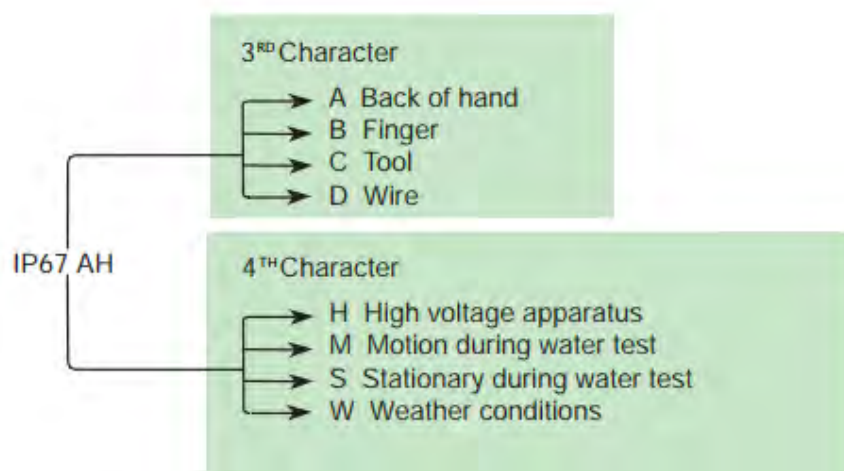 3RD Character
A Back of hand
B Finger
C Tool
D Wire
IP67 AH
4TH Character
H High voltage apparatus
M Motion during water test
S Stationary during water test
W Weather conditions